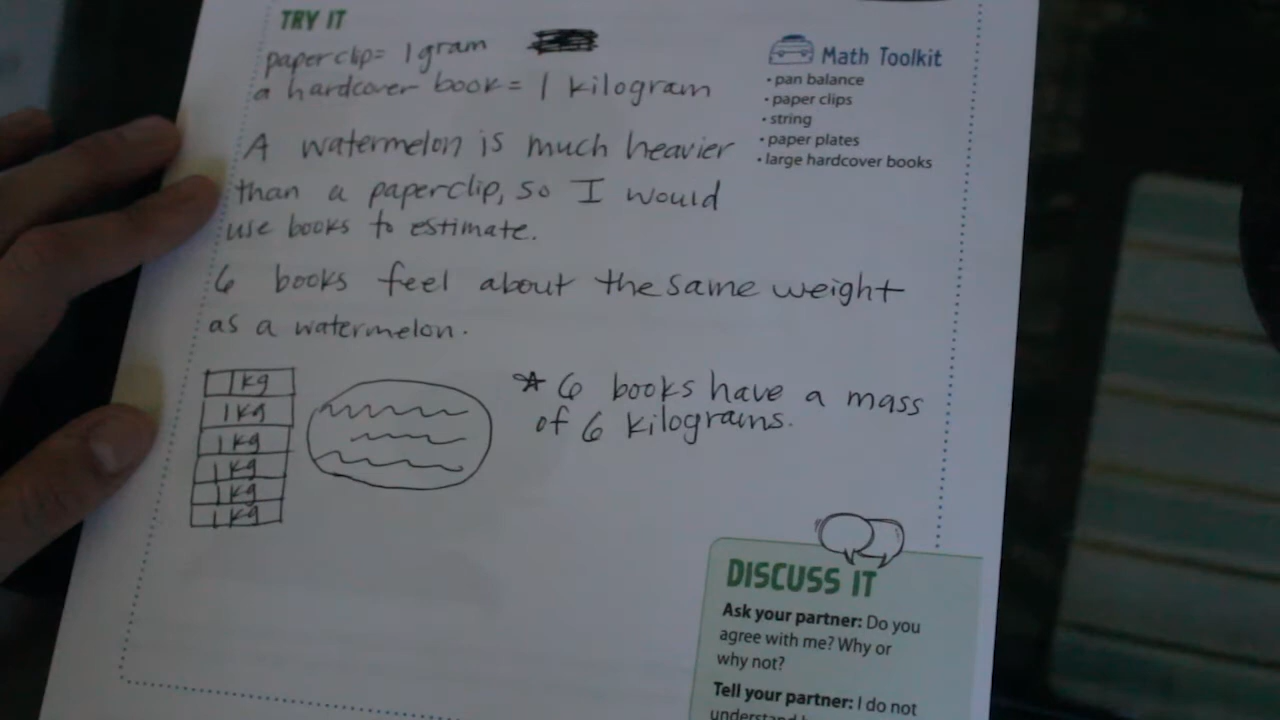 TRY IT
paperclip= 1 gram
a hardcover book = 1 kilogram
A watermelon is much heavier
than a paperclip, so I would
use books to estimate.
6 books feel about the same weight
as a watermelon.
1 kg
1 kg
1 kg
1 kg
1 kg
1 kg
* 6 books have a mass
of 6 kilograms.
Math Toolkit
• pan balance
• paper clips
• string
• paper plates
• large hardcover books
DISCUSS IT
Ask your partner: Do you
agree with me? Why or
why not?
Tell your partner: I do not
understand